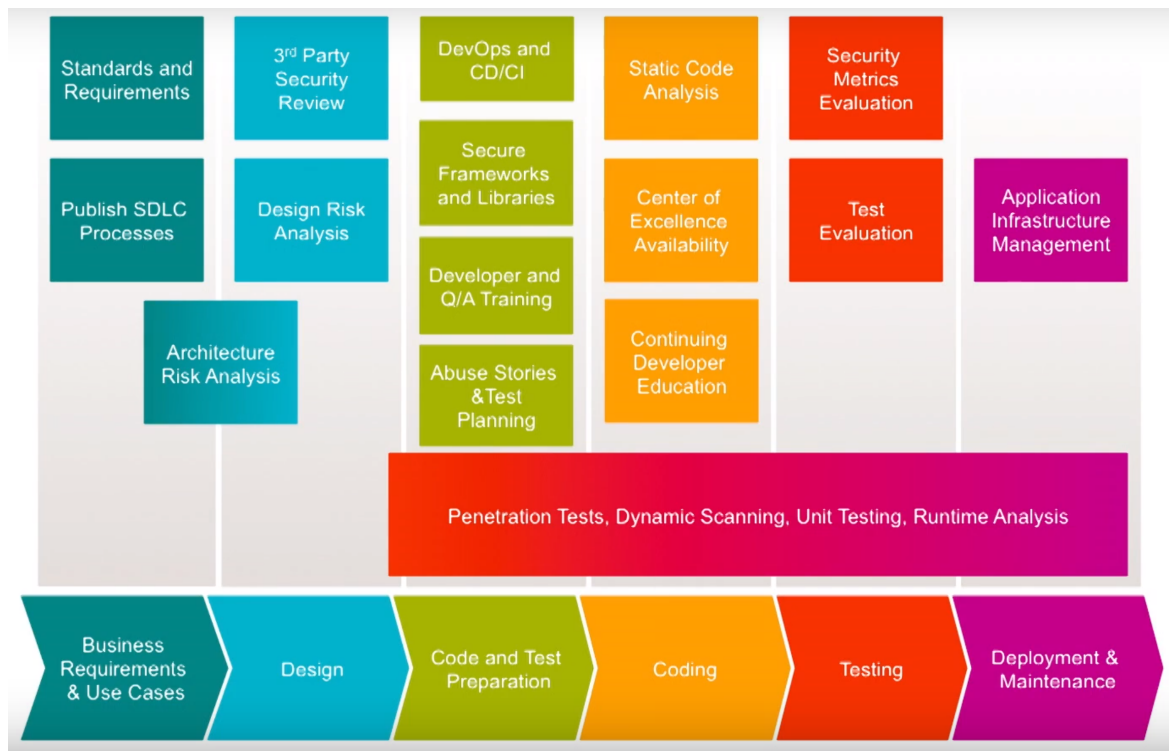 Standards and
Requirements
3rd Party
Security
Review
DevOps and
CD/CI
Static Code
Analysis
Security
Metrics
Evaluation
Publish SDLC
Processes
Design Risk
Analysis
Secure
Frameworks
and Libraries
Center of
Excellence
Availability
Test
Evaluation
Application
Infrastructure
Management
Developer and
Q/A Training
Architecture
Risk Analysis
Abuse Stories
&Test
Planning
Continuing
Developer
Education
Penetration Tests, Dynamic Scanning, Unit Testing, Runtime Analysis
Business
Requirements
& Use Cases
Design
Code and Test
Preparation
Coding
Testing
Deployment &
Maintenance